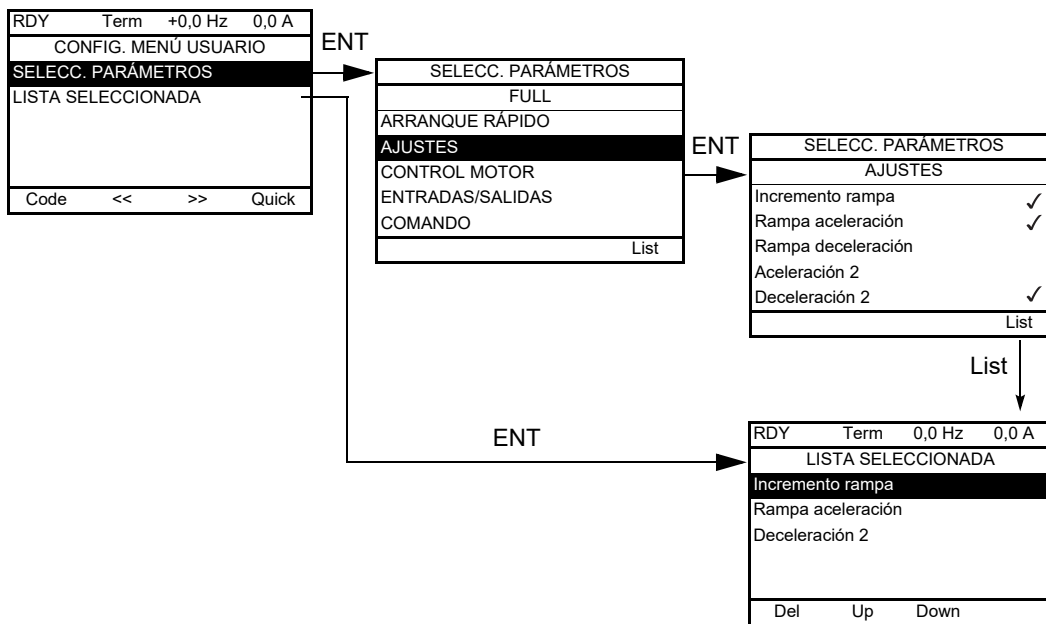 RDY Term +0,0 Hz 0,0 A
CONFIG. MENÚ USUARIO
SELECC. PARÁMETROS
LISTA SELECCIONADA
Code << >> Quick
ENT
SELECC. PARÁMETROS
FULL
ARRANQUE RÁPIDO
AJUSTES
CONTROL MOTOR
ENTRADAS/SALIDAS
COMANDO
List
ENT
SELECC. PARÁMETROS
AJUSTES
Incremento rampa ✓
Rampa aceleración ✓
Rampa deceleración
Aceleración 2
Deceleración 2 ✓
List
List
ENT
RDY Term 0,0 Hz 0,0 A
LISTA SELECCIONADA
Incremento rampa
Rampa aceleración
Deceleración 2
Del Up Down